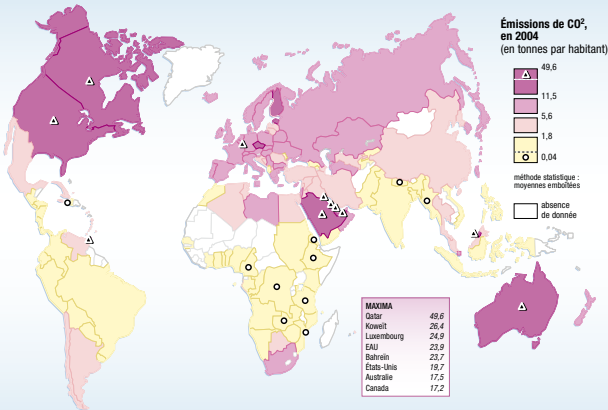 Émissions de CO²,
en 2004
(en tonnes par habitant)
49,6
11,5
5,6
1,8
0,04
méthode statistique :
moyennes emboîtées
absence
de donnée
MAXIMA
Qatar 49,6
Koweit 26,4
Luxembourg 24,9
EAU 23,9
Bahreïn 23,7
États-Unis 19,7
Australie 17,5
Canada 17,2